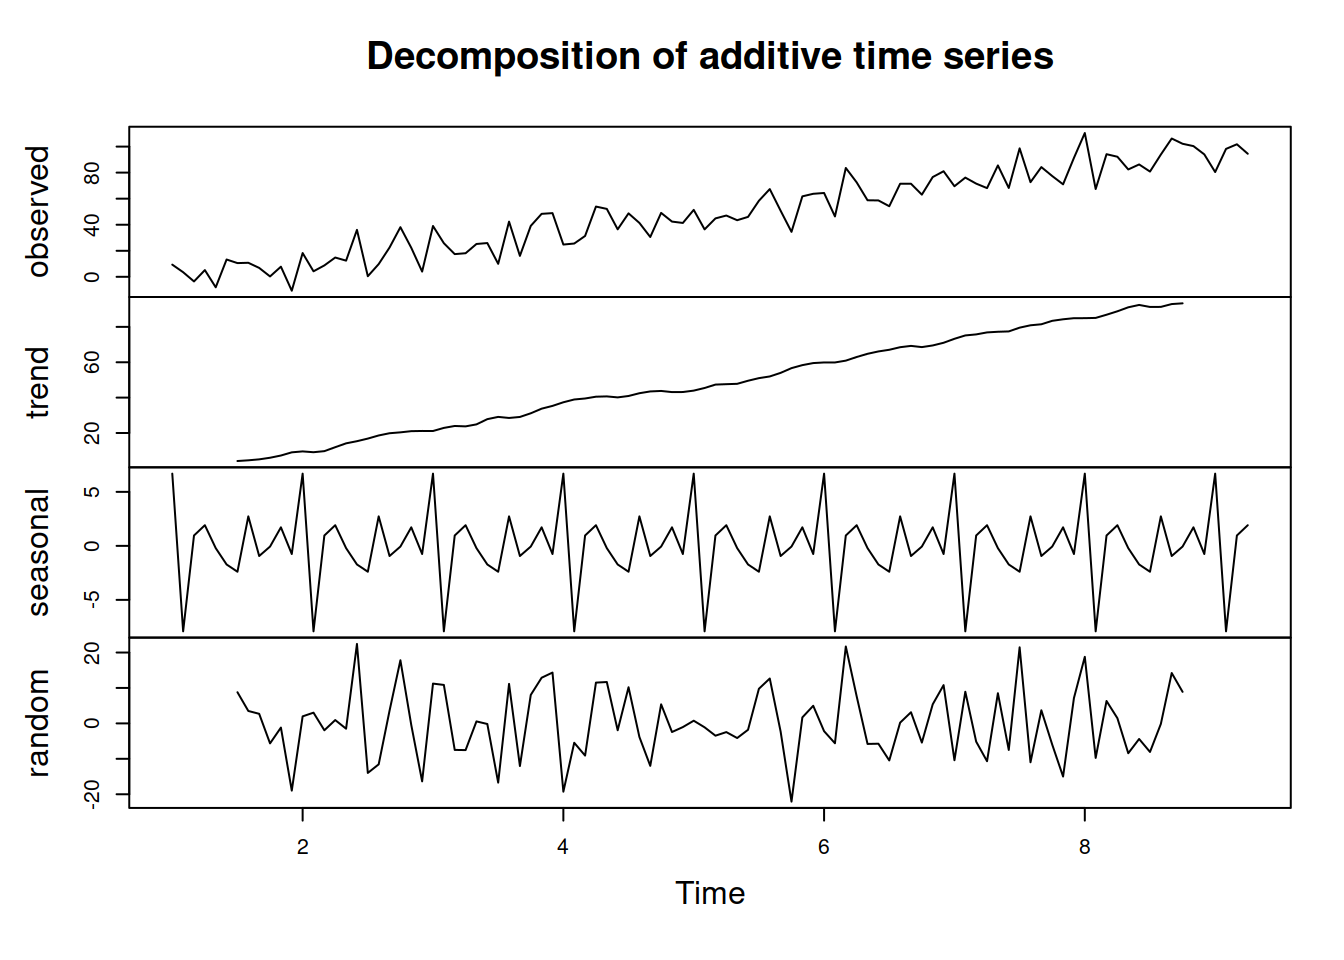 Decomposition of additive time series
observed
0 40 80
trend
20 60
seasonal
-5 0 5
random
-20 0 20
2 4 6 8
Time